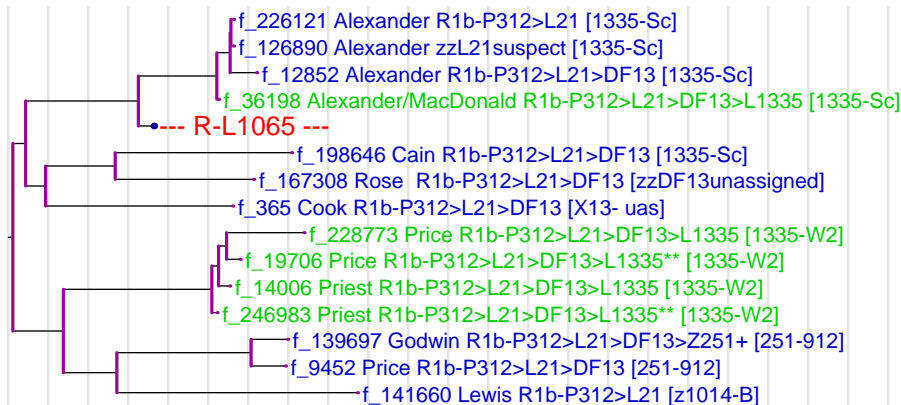 f_226121 Alexander R1b-P312>L21 [1335-Sc]
f_126890 Alexander zzL21suspect [1335-Sc]
f_12852 Alexander R1b-P312>L21>DF13 [1335-Sc]
f_36198 Alexander/MacDonald R1b-P312>L21>DF13>L1335 [1335-Sc]
--- R-L1065 ---
f_198646 Cain R1b-P312>L21>DF13 [1335-Sc]
f_167308 Rose  R1b-P312>L21>DF13 [zzDF13unassigned]
f_365 Cook R1b-P312>L21>DF13 [X13- uas]
f_228773 Price R1b-P312>L21>DF13>L1335 [1335-W2]
f_19706 Price R1b-P312>L21>DF13>L1335** [1335-W2]
f_14006 Priest R1b-P312>L21>DF13>L1335 [1335-W2]
f_246983 Priest R1b-P312>L21>DF13>L1335** [1335-W2]
f_139697 Godwin R1b-P312>L21>DF13>Z251+ [251-912]
f_9452 Price R1b-P312>L21>DF13 [251-912]
f_141660 Lewis R1b-P312>L21 [z1014-B]